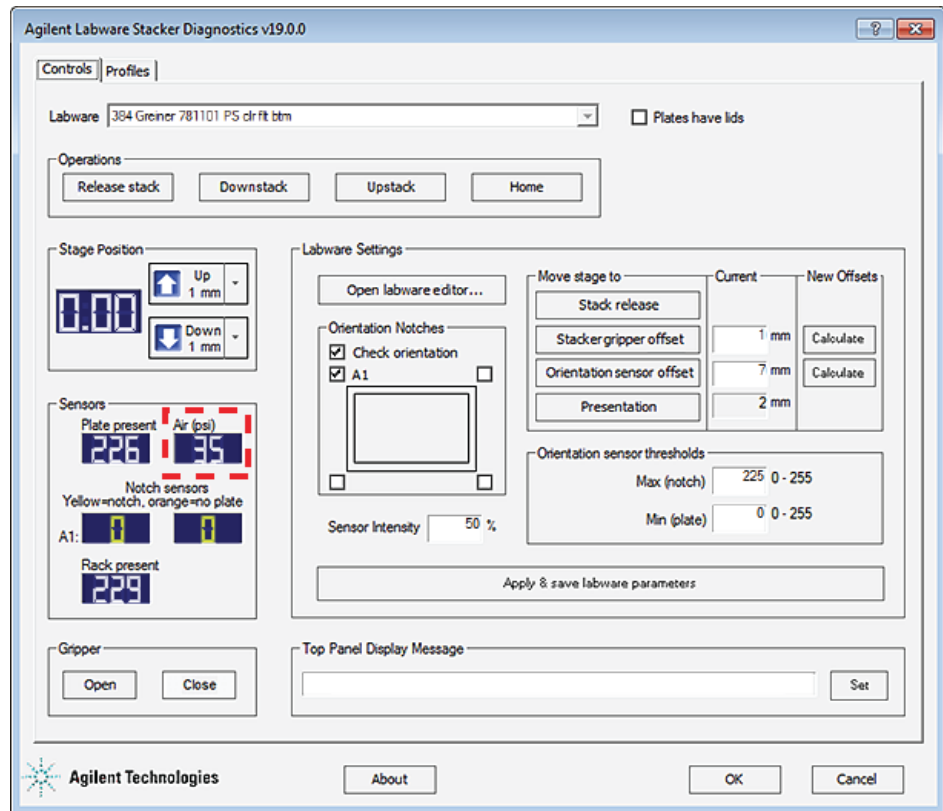 Agilent Labware Stacker Diagnostics v19.0.0
Controls Profiles
Labware 384 Greiner 781101 PS clr flt btm Plates have lids
Operations
Release stack Downstack Upstack Home
Stage Position
0.00
Up
1 mm
Down
1 mm
Labware Settings
Open labware editor...
Orientation Notches
Check orientation
A1
Sensor Intensity 50 %
Move stage to Current New Offsets
Stack release
Stacker gripper offset 1 mm Calculate
Orientation sensor offset 7 mm Calculate
Presentation 2 mm
Orientation sensor thresholds
Max (notch) 225 0 - 255
Min (plate) 0 0 - 255
Apply & save labware parameters
Sensors
Plate present Air (psi)
226 35
Notch sensors
Yellow=notch, orange=no plate
A1: 0 0
Rack present
229
Gripper
Open Close
Top Panel Display Message
Set
Agilent Technologies About OK Cancel